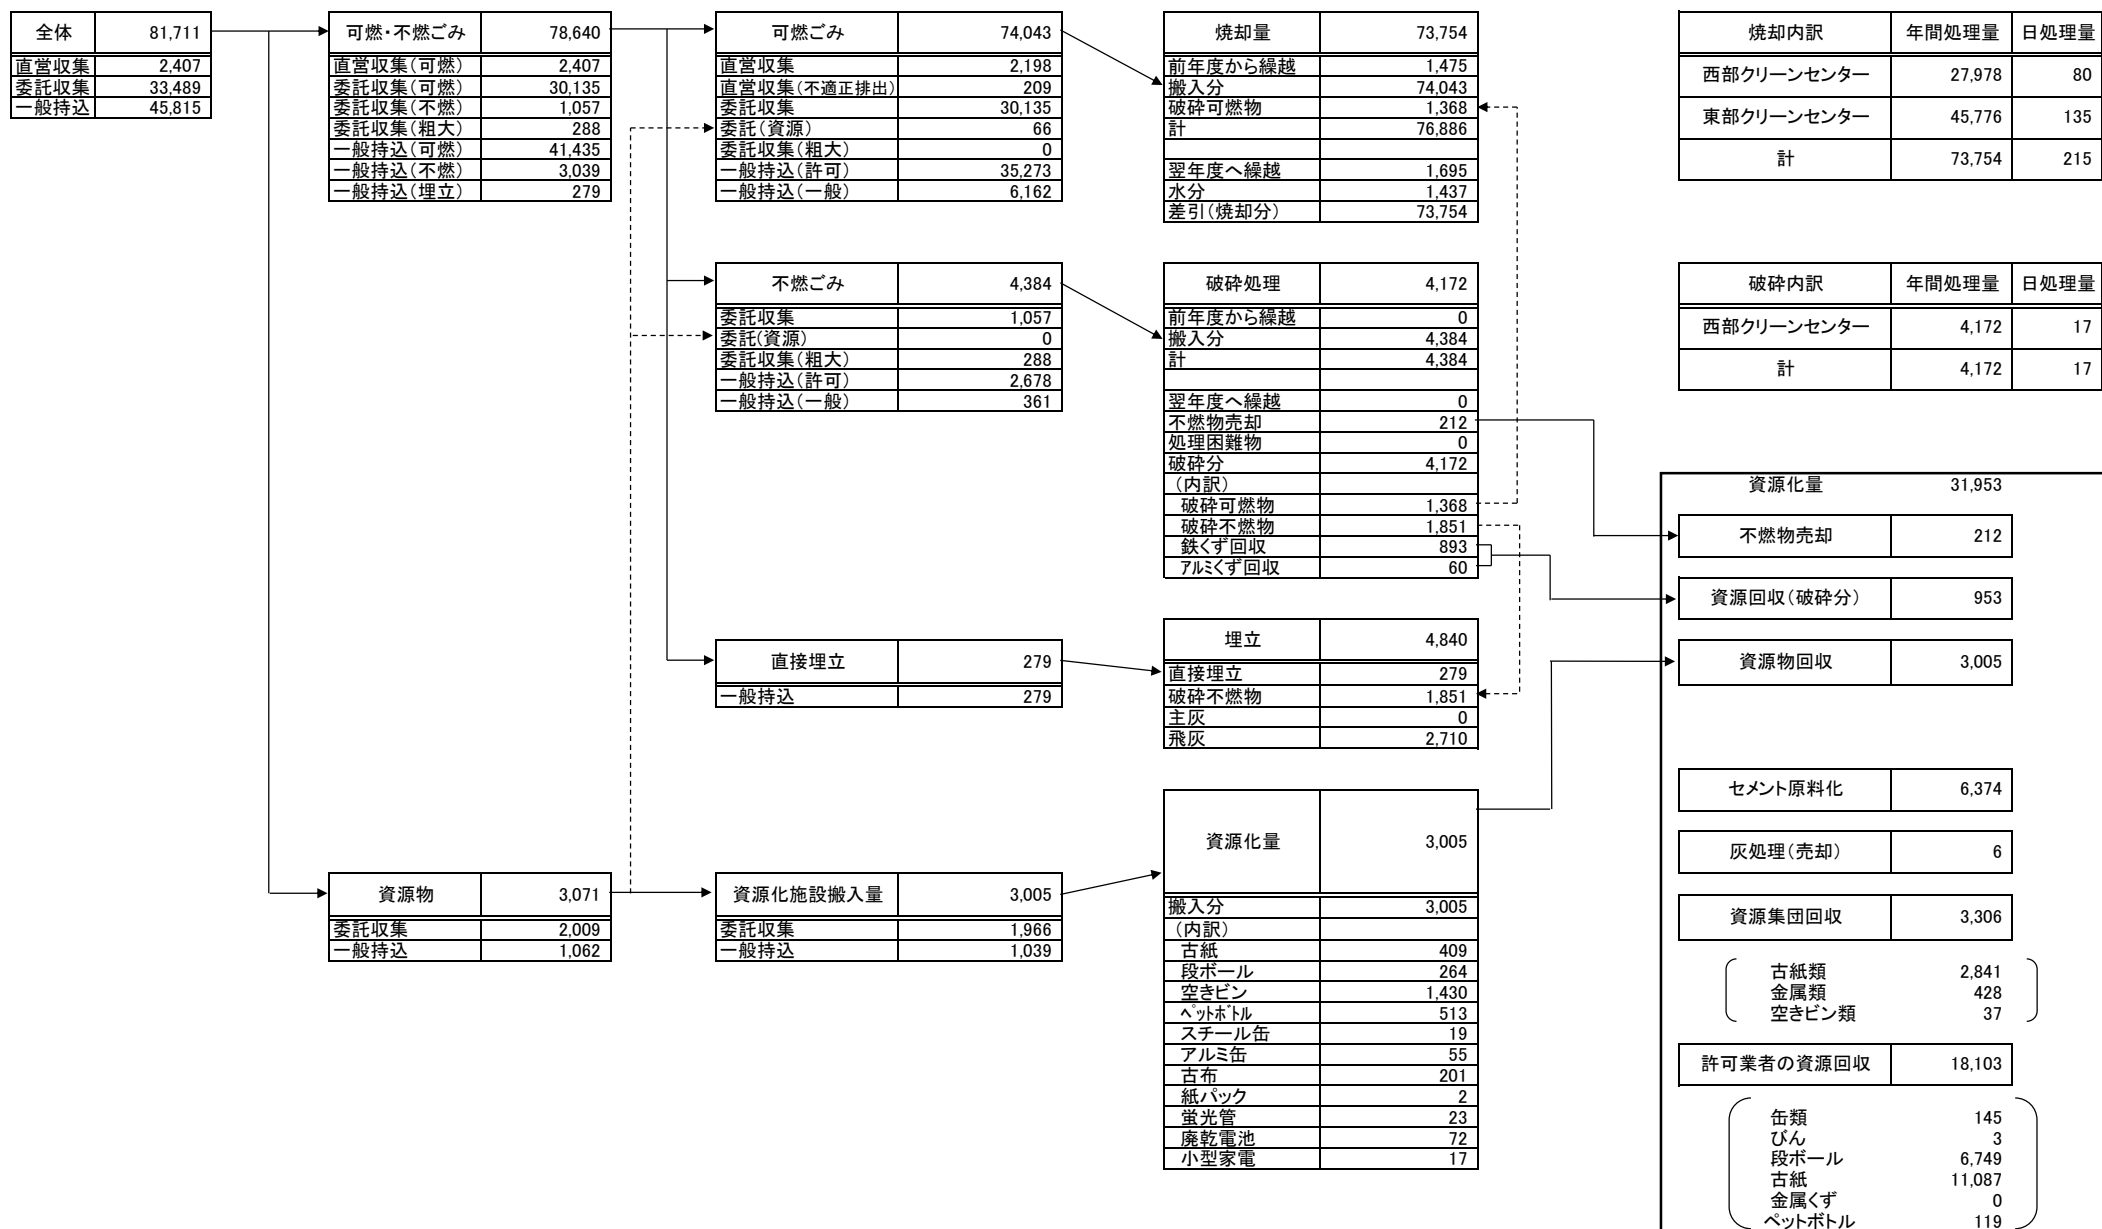 全体 81,711
直営収集 2,407
委託収集 33,489
一般持込 45,815
可燃・不燃ごみ 78,640
直営収集(可燃) 2,407
委託収集(可燃) 30,135
委託収集(不燃) 1,057
委託収集(粗大) 288
一般持込(可燃) 41,435
一般持込(不燃) 3,039
一般持込(埋立) 279
資源物 3,071
委託収集 2,009
一般持込 1,062
可燃ごみ 74,043
直営収集 2,198
直営収集(不適正排出) 209
委託収集 30,135
委託(資源) 66
委託収集(粗大) 0
一般持込(許可) 35,273
一般持込(一般) 6,162
不燃ごみ 4,384
委託収集 1,057
委託(資源) 0
委託収集(粗大) 288
一般持込(許可) 2,678
一般持込(一般) 361
直接埋立 279
一般持込 279
資源化施設搬入量 3,005
委託収集 1,966
一般持込 1,039
焼却量 73,754
前年度から繰越 1,475
搬入分 74,043
破砕可燃物 1,368
計 76,886
翌年度へ繰越 1,695
水分 1,437
差引(焼却分) 73,754
破砕処理 4,172
前年度から繰越 0
搬入分 4,384
計 4,384
翌年度へ繰越 0
不燃物売却 212
処理困難物 0
破砕分 4,172
(内訳)
破砕可燃物 1,368
破砕不燃物 1,851
鉄くず回収 893
アルミくず回収 60
埋立 4,840
直接埋立 279
破砕不燃物 1,851
主灰 0
飛灰 2,710
資源化量 3,005
搬入分 3,005
(内訳)
古紙 409
段ボール 264
空きビン 1,430
ペットボトル 513
スチール缶 19
アルミ缶 55
古布 201
紙パック 2
蛍光管 23
廃乾電池 72
小型家電 17
焼却内訳 年間処理量 日処理量
西部クリーンセンター 27,978 80
東部クリーンセンター 45,776 135
計 73,754 215
破砕内訳 年間処理量 日処理量
西部クリーンセンター 4,172 17
計 4,172 17
資源化量 31,953
不燃物売却 212
資源回収(破砕分) 953
資源物回収 3,005
セメント原料化 6,374
灰処理(売却) 6
資源集団回収 3,306
古紙類 2,841
金属類 428
空きビン類 37
許可業者の資源回収 18,103
缶類 145
びん 3
段ボール 6,749
古紙 11,087
金属くず 0
ペットボトル 119